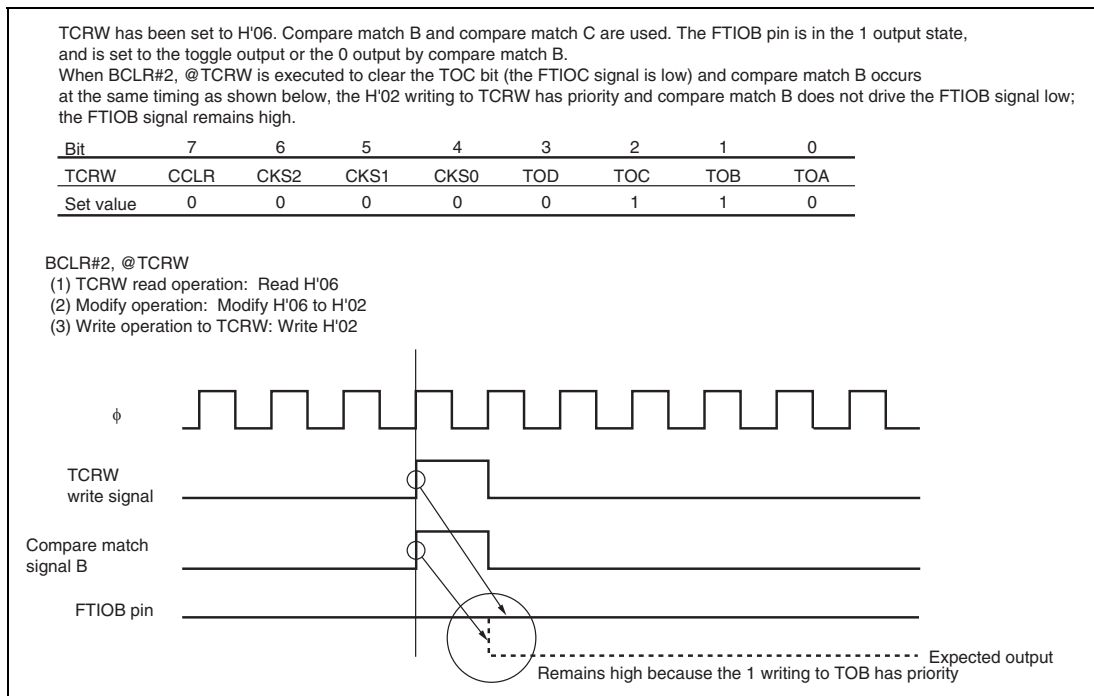 TCRW has been set to H'06. Compare match B and compare match C are used. The FTIOB pin is in the 1 output state,
and is set to the toggle output or the 0 output by compare match B.
When BCLR#2, @TCRW is executed to clear the TOC bit (the FTIOC signal is low) and compare match B occurs
at the same timing as shown below, the H'02 writing to TCRW has priority and compare match B does not drive the FTIOB signal low;
the FTIOB signal remains high.
Bit 7 6 5 4 3 2 1 0
TCRW CCLR CKS2 CKS1 CKS0 TOD TOC TOB TOA
Set value 0 0 0 0 0 1 1 0
BCLR#2, @TCRW
(1) TCRW read operation: Read H'06
(2) Modify operation: Modify H'06 to H'02
(3) Write operation to TCRW: Write H'02
ϕ
TCRW
write signal
Compare match
signal B
FTIOB pin
Expected output
Remains high because the 1 writing to TOB has priority